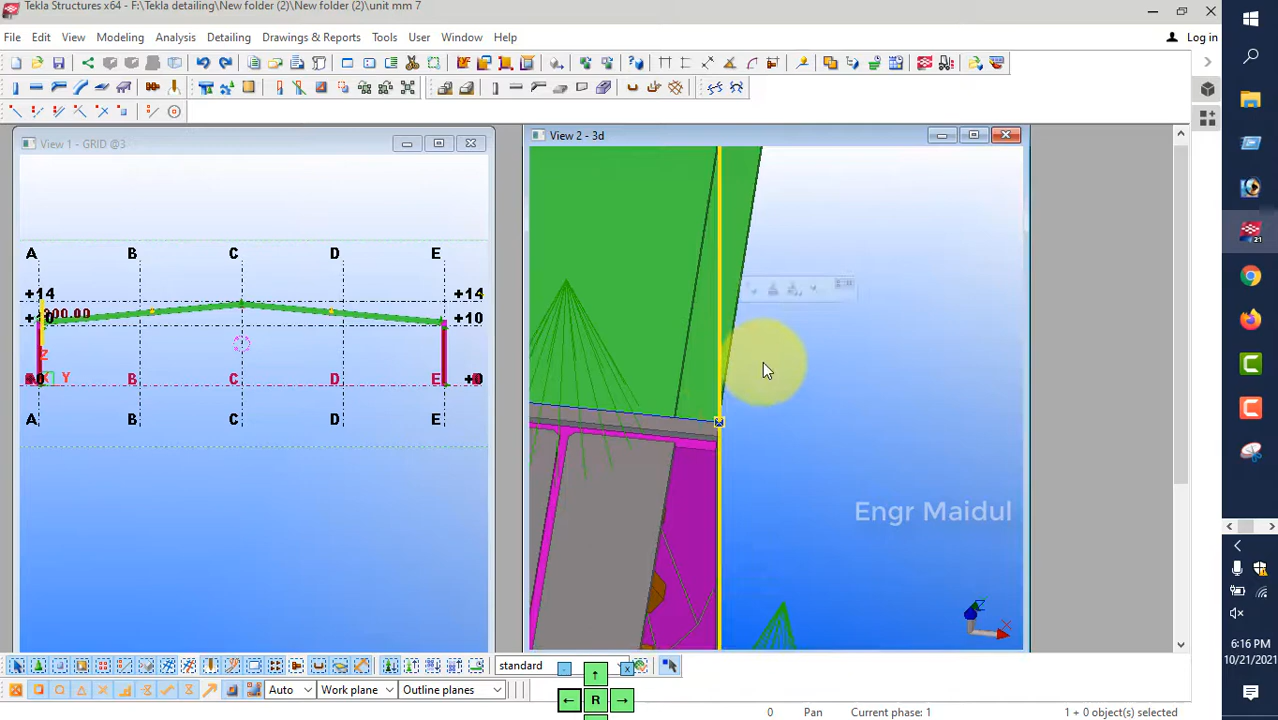 Tekla Structures x64 - F:\Tekla detailing\New folder (2)\New folder (2)\unit mm 7
File Edit View Modeling Analysis Detailing Drawings & Reports Tools User Window Help
Log in
View 1 - GRID @3
View 2 - 3d
A B C D E
+14 +14
+10
Z
Y B C D E +0
A B C D E
Engr Maidul
Z
X
standard
Auto Work plane Outline planes
R
0 Pan Current phase: 1 1 + 0 object(s) selected
21
6:16 PM
10/21/2021